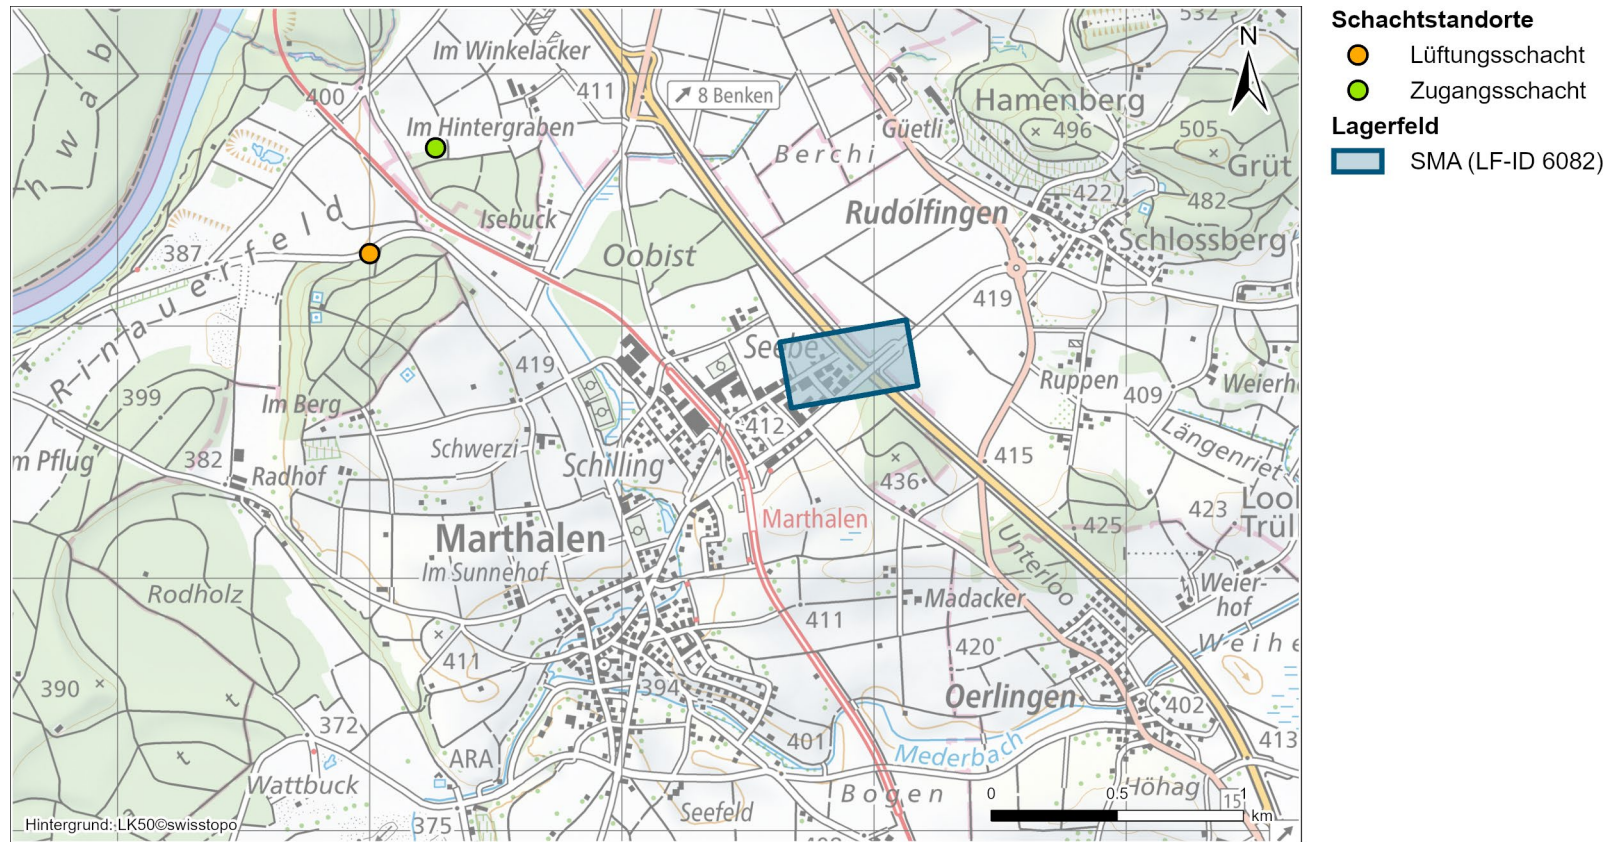 Schachtstandorte
Lüftungsschacht
Zugangsschacht
Lagerfeld
SMA (LF-ID 6082)
N
532
Im Winkelacker
400
411
8 Benken
Hamenberg
496
505
Im Hintergraben
Güetli
Berchi
Grüt
422
482
Rudolfingen
Isebuck
Schlossberg
387
Rinauerfeld
Oobist
419
Seebe
419
Ruppen
409
Weierh
399
Im Berg
412
Schwerzi
Längenriet
m Pflug
382
Radhof
Schilling
415
436
Loo
Trül
423
425
Marthalen
Marthalen
Im Sunnehof
Unterloo
Weier-
hof
Rodholz
Madacker
411
Weihe
411
420
390
394
Oerlingen
402
372
401
413
ARA
Mederbach
Wattbuck
Höhag
Bogen
Seefeld
375
15
0 0.5 1
km
Hintergrund: LK50©swisstopo